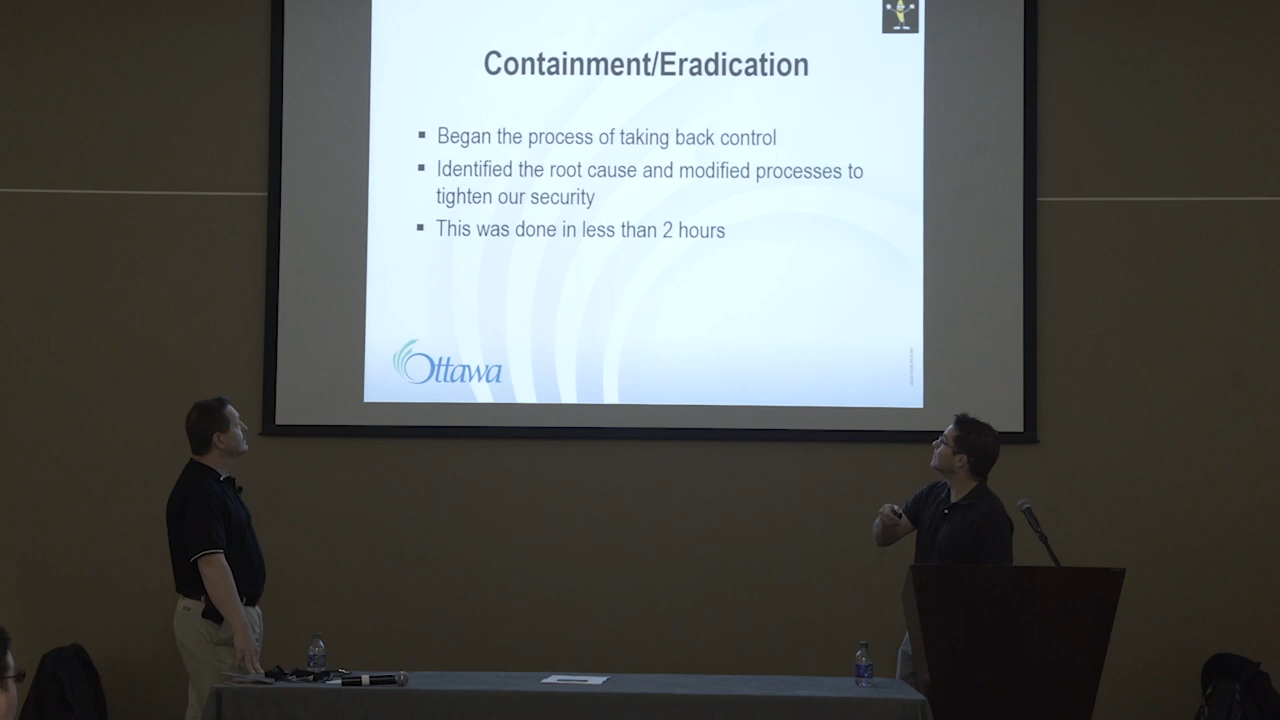 Containment/Eradication
Began the process of taking back control
Identified the root cause and modified processes to
tighten our security
This was done in less than 2 hours
Ottawa